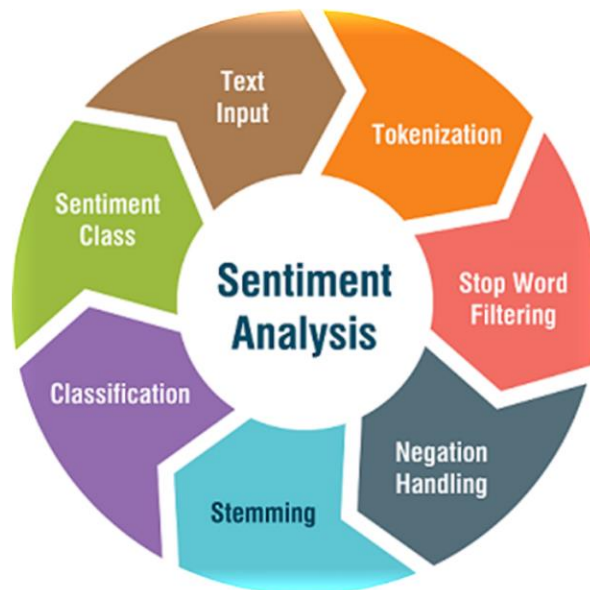 Text
Input
Tokenization
Stop Word
Filtering
Negation
Handling
Stemming
Classification
Sentiment
Class
Sentiment
Analysis